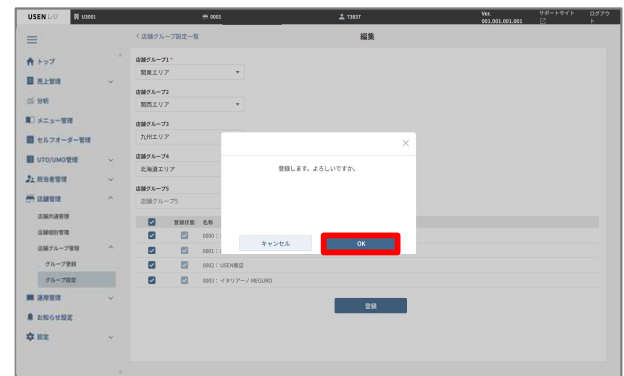 USEN レジ
U3001
0001
73837
Ver.
001.001.001.001
サポートサイト
ログアウ
ト
< 店舗グループ設定一覧
編集
トップ
売上管理
分析
メニュー管理
セルフオーダー管理
UTO/UMO管理
担当者管理
店舗管理
店舗共通管理
店舗個別管理
店舗グループ管理
グループ登録
グループ設定
運用管理
お知らせ設定
設定
店舗グループ1 *
関東エリア
店舗グループ2
関西エリア
店舗グループ3
九州エリア
店舗グループ4
北海道エリア
店舗グループ5
店舗グループ5
登録状態 名称
0000 :
0001 :
0002 : USEN商店
0003 : イタリアーノ MEGURO
登録
登録します。よろしいですか。
キャンセル
OK